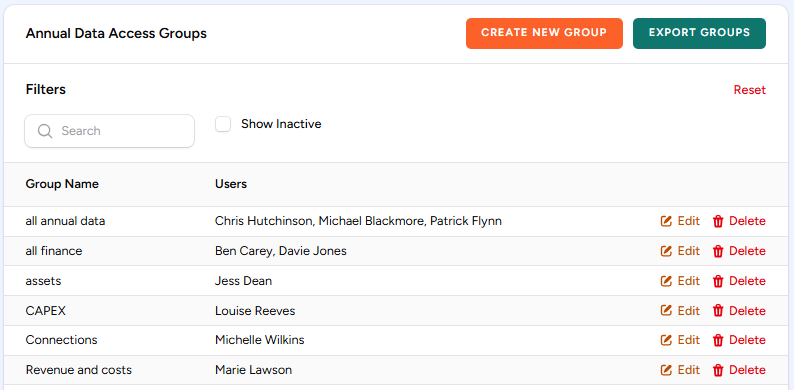 Annual Data Access Groups CREATE NEW GROUP EXPORT GROUPS
Filters Reset
Search Show Inactive
Group Name Users
all annual data Chris Hutchinson, Michael Blackmore, Patrick Flynn Edit Delete
all finance Ben Carey, Davie Jones Edit Delete
assets Jess Dean Edit Delete
CAPEX Louise Reeves Edit Delete
Connections Michelle Wilkins Edit Delete
Revenue and costs Marie Lawson Edit Delete